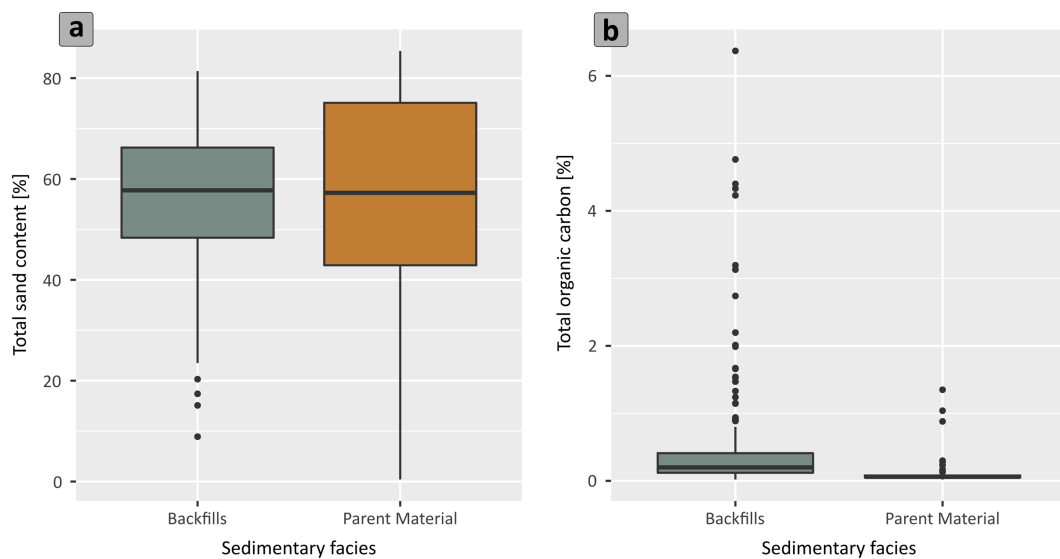 a
Total sand content [%]
80
60
40
20
0
Backfills
Parent Material
Sedimentary facies
b
Total organic carbon [%]
6
4
2
0
Backfills
Parent Material
Sedimentary facies